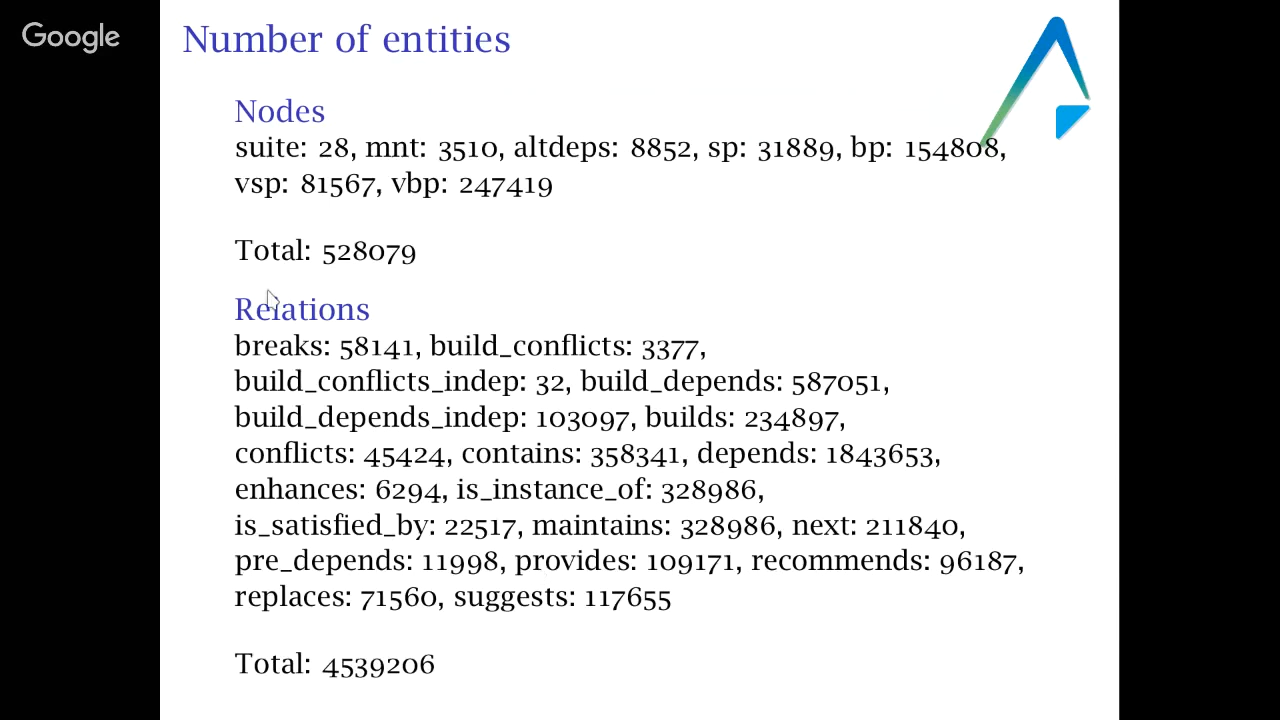 Google
Number of entities
Nodes
suite: 28, mnt: 3510, altdeps: 8852, sp: 31889, bp: 154808,
vsp: 81567, vbp: 247419
Total: 528079
Relations
breaks: 58141, build_conflicts: 3377,
build_conflicts_indep: 32, build_depends: 587051,
build_depends_indep: 103097, builds: 234897,
conflicts: 45424, contains: 358341, depends: 1843653,
enhances: 6294, is_instance_of: 328986,
is_satisfied_by: 22517, maintains: 328986, next: 211840,
pre_depends: 11998, provides: 109171, recommends: 96187,
replaces: 71560, suggests: 117655
Total: 4539206